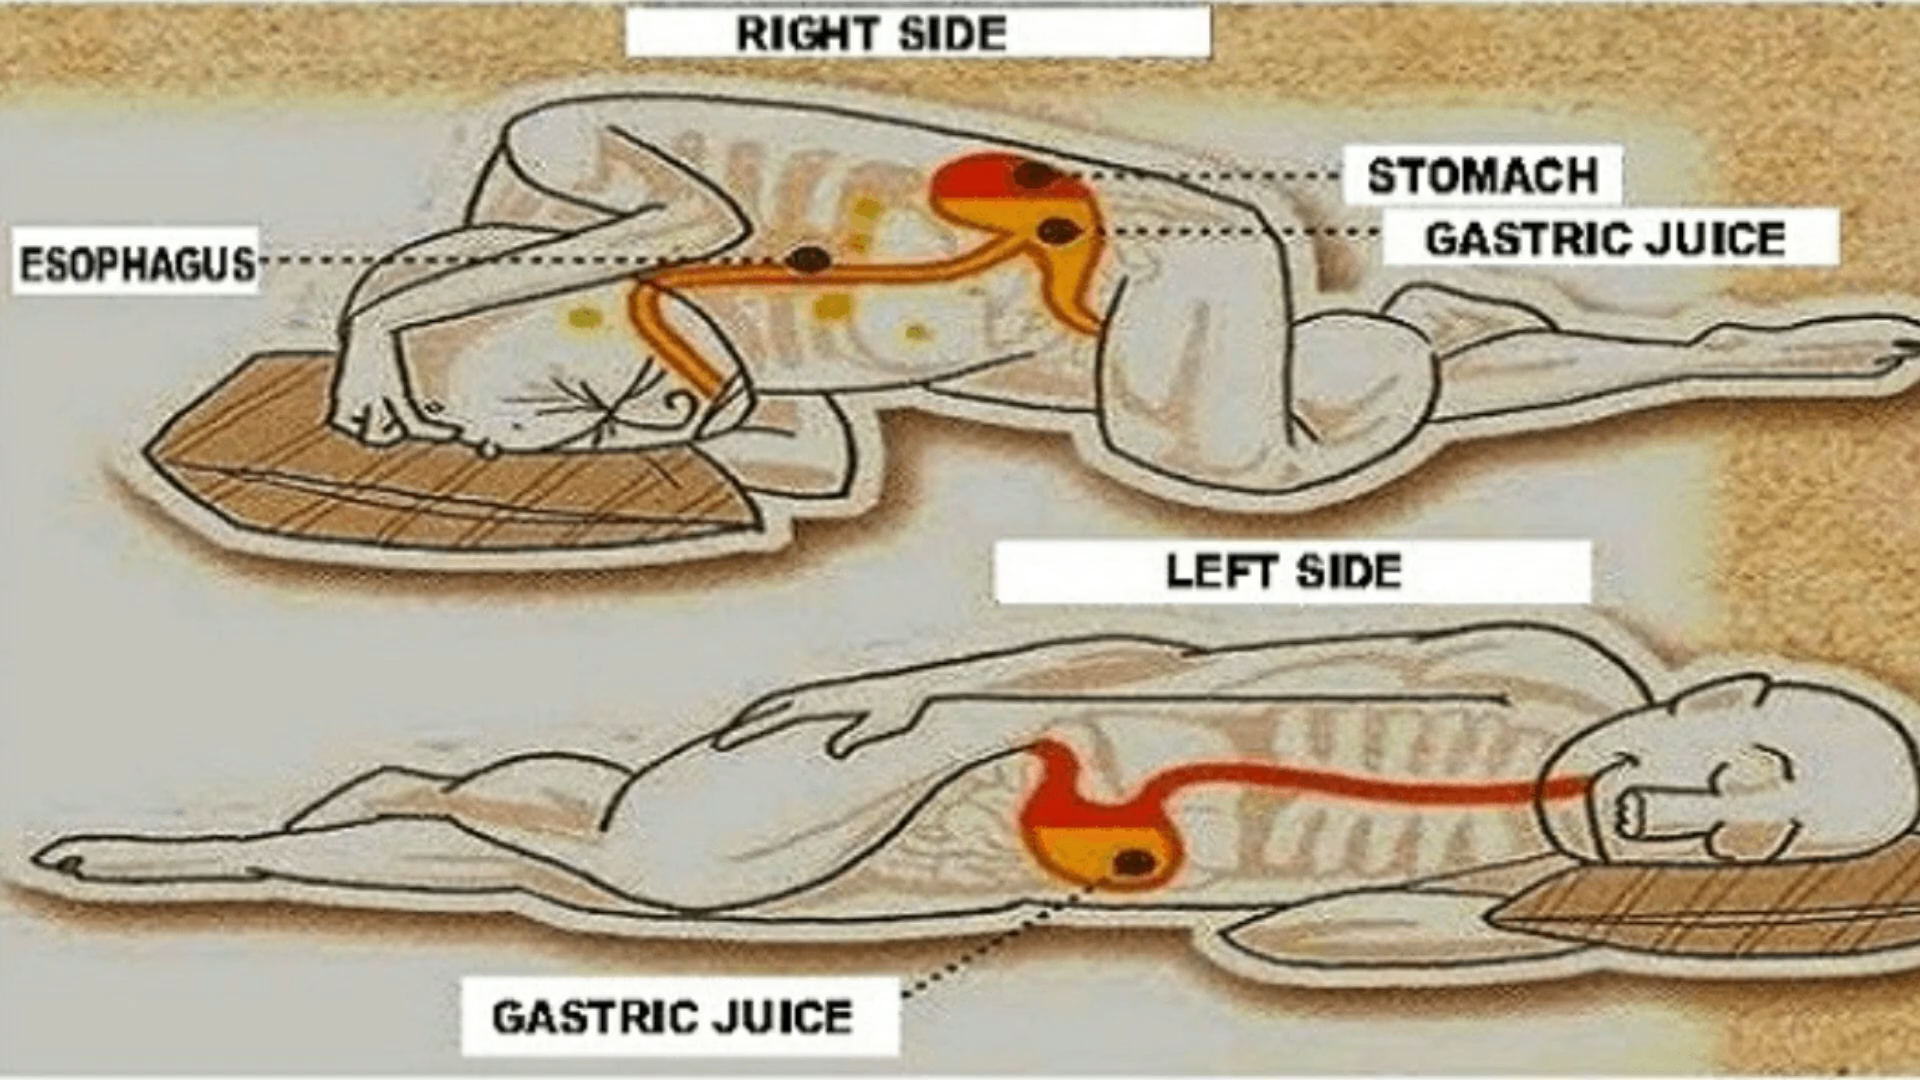 RIGHT SIDE
STOMACH
GASTRIC JUICE
ESOPHAGUS
LEFT SIDE
GASTRIC JUICE